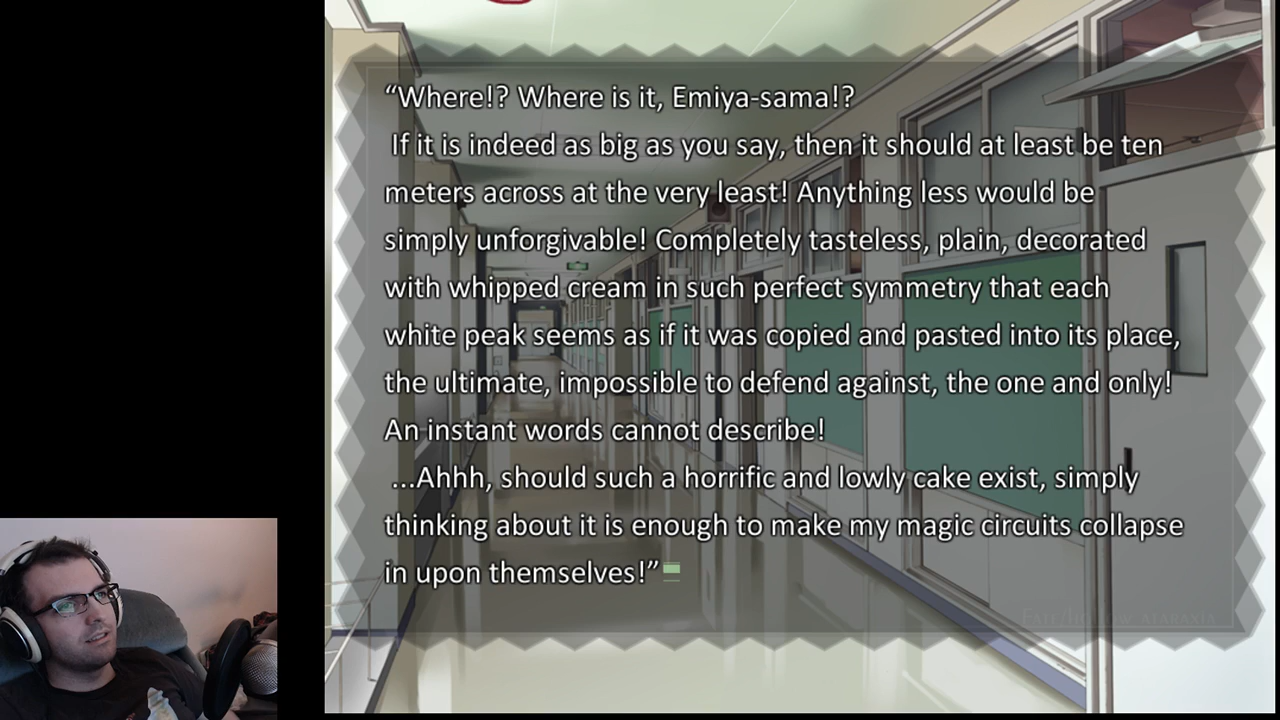 “Where!? Where is it, Emiya-sama!?
If it is indeed as big as you say, then it should at least be ten
meters across at the very least! Anything less would be
simply unforgivable! Completely tasteless, plain, decorated
with whipped cream in such perfect symmetry that each
white peak seems as if it was copied and pasted into its place,
the ultimate, impossible to defend against, the one and only!
An instant words cannot describe!
...Ahhh, should such a horrific and lowly cake exist, simply
thinking about it is enough to make my magic circuits collapse
in upon themselves!”
Fate/hollow ataraxia